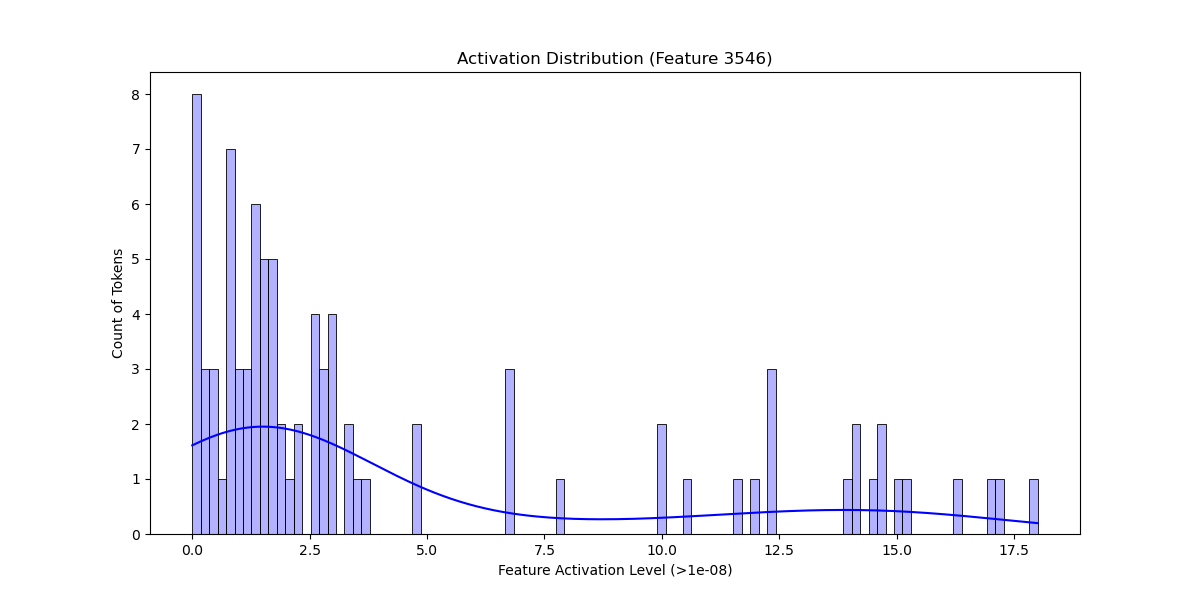 Activation Distribution (Feature 3546)
8
7
6
5
4
3
2
1
0
Count of Tokens
0.0 2.5 5.0 7.5 10.0 12.5 15.0 17.5
Feature Activation Level (>1e-08)